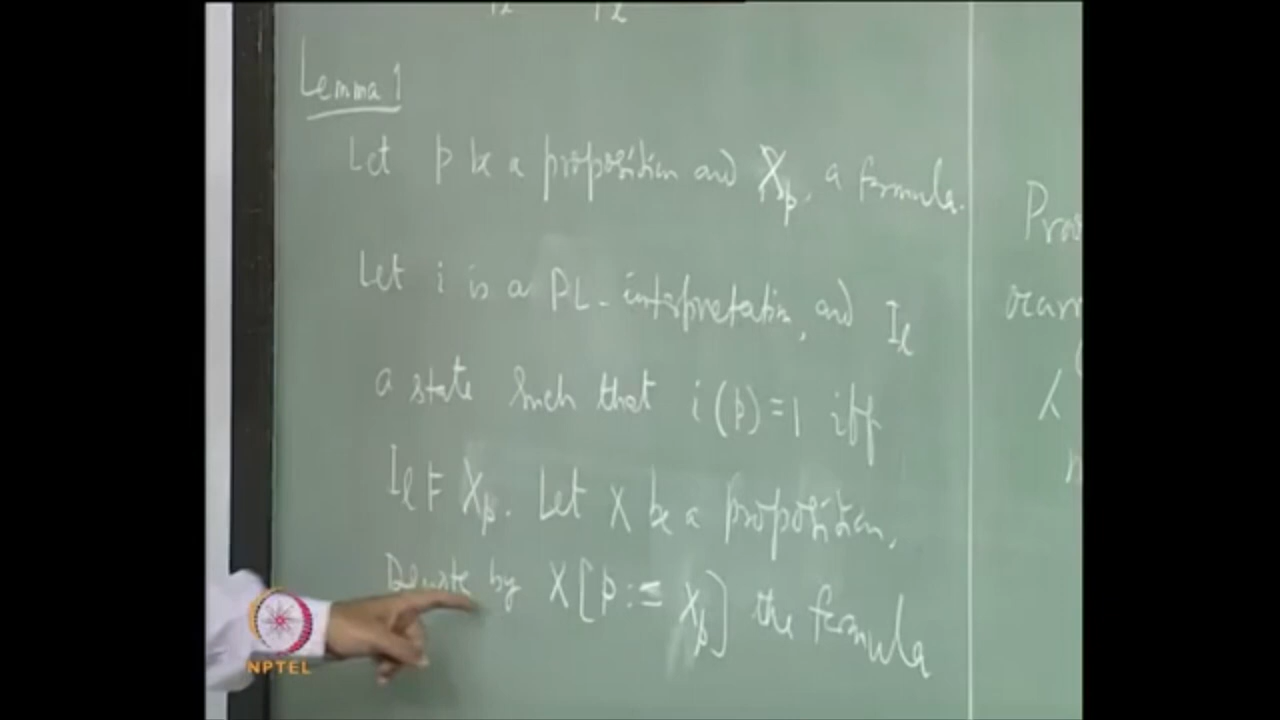 Lemma 1
Let p be a proposition and X_p, a formula.
Let i is a PL-interpretation, and I_l
a state such that i(p)=1 iff
I_l ⊨ X_p. Let X be a proposition.
Denote by X[p := X_p] the formula
NPTEL